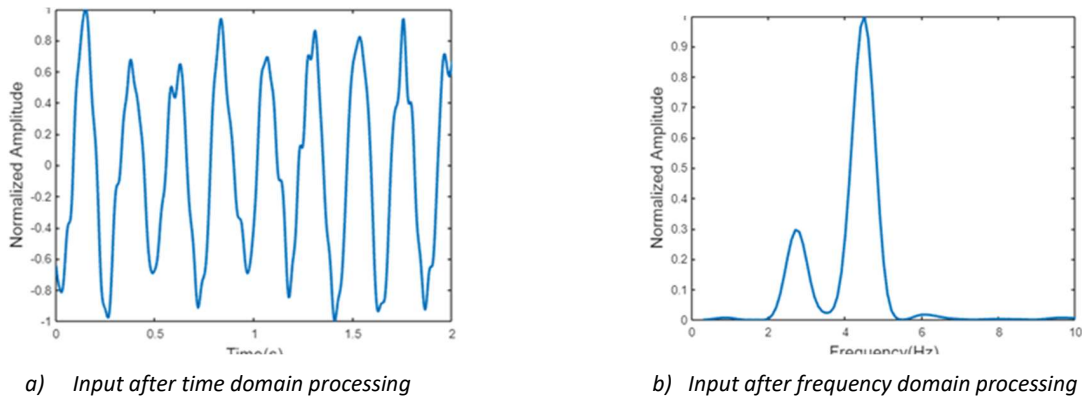 Normalized Amplitude
1
0.8
0.6
0.4
0.2
0
-0.2
-0.4
-0.6
-0.8
-1
0 0.5 1 1.5 2
Time(s)
a) Input after time domain processing
Normalized Amplitude
1
0.9
0.8
0.7
0.6
0.5
0.4
0.3
0.2
0.1
0
0 2 4 6 8 10
Frequency(Hz)
b) Input after frequency domain processing